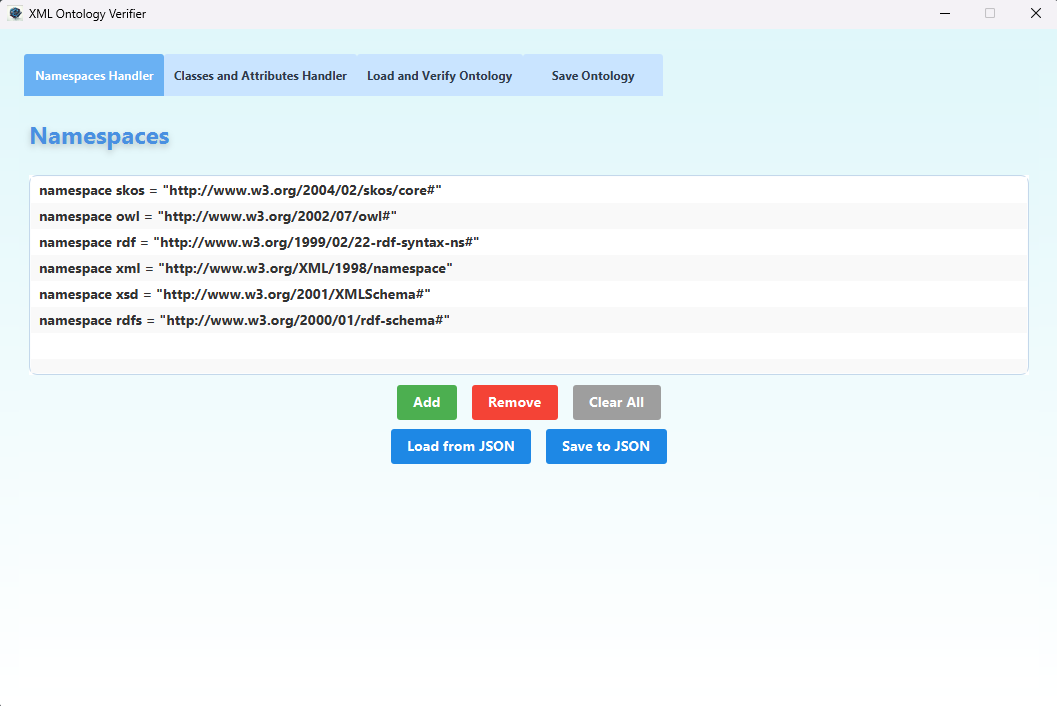 XML Ontology Verifier
Namespaces Handler Classes and Attributes Handler Load and Verify Ontology Save Ontology
Namespaces
namespace skos = "http://www.w3.org/2004/02/skos/core#"
namespace owl = "http://www.w3.org/2002/07/owl#"
namespace rdf = "http://www.w3.org/1999/02/22-rdf-syntax-ns#"
namespace xml = "http://www.w3.org/XML/1998/namespace"
namespace xsd = "http://www.w3.org/2001/XMLSchema#"
namespace rdfs = "http://www.w3.org/2000/01/rdf-schema#"
Add Remove Clear All
Load from JSON Save to JSON